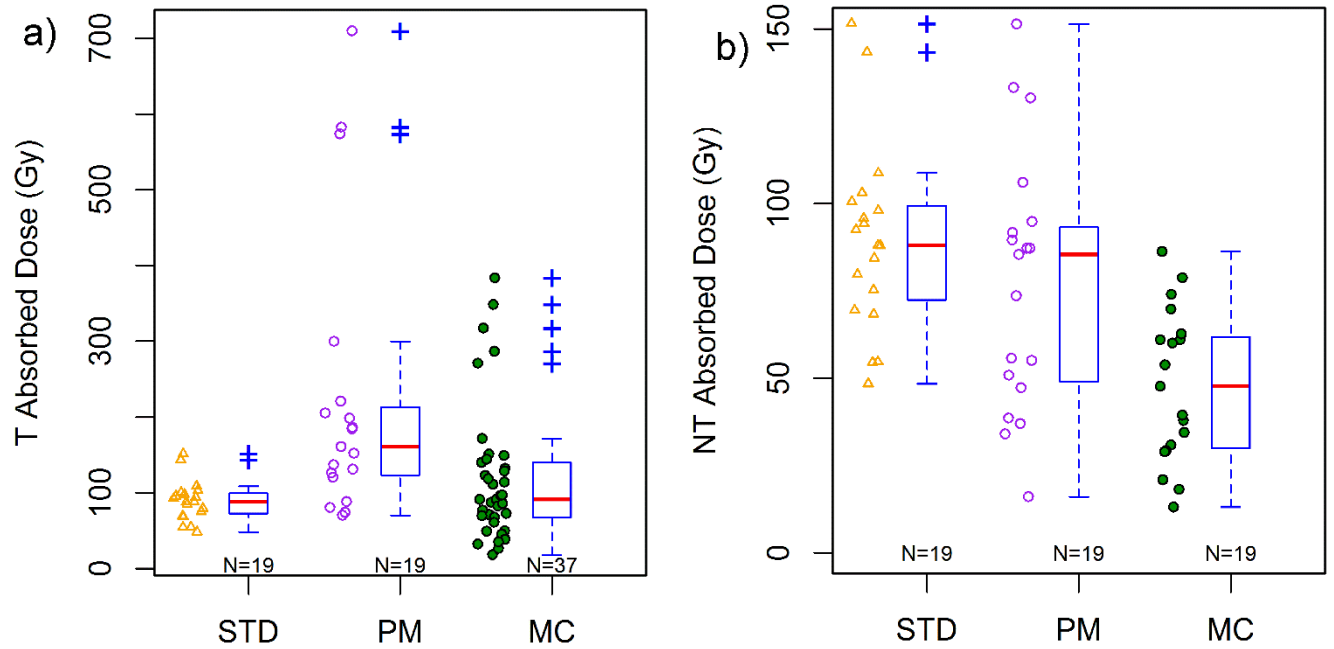 a)
T Absorbed Dose (Gy)
700
500
300
100
0
N=19
N=19
N=37
STD
PM
MC
b)
NT Absorbed Dose (Gy)
150
100
50
0
N=19
N=19
N=19
STD
PM
MC